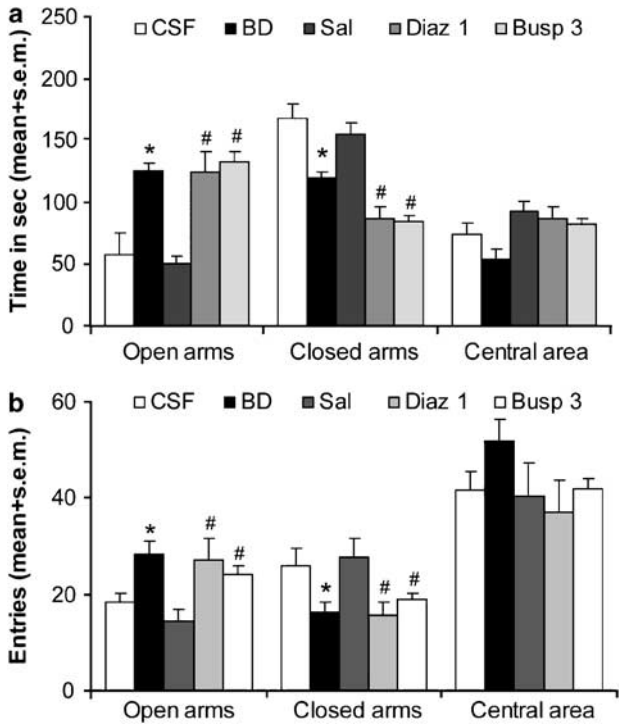 a
250
CSF BD Sal Diaz 1 Busp 3
200
150
100
50
0
Time in sec (mean+s.e.m.)
* # #
* # #
Open arms Closed arms Central area
b
60
CSF BD Sal Diaz 1 Busp 3
40
20
0
Entries (mean+s.e.m.)
* # #
* # #
Open arms Closed arms Central area